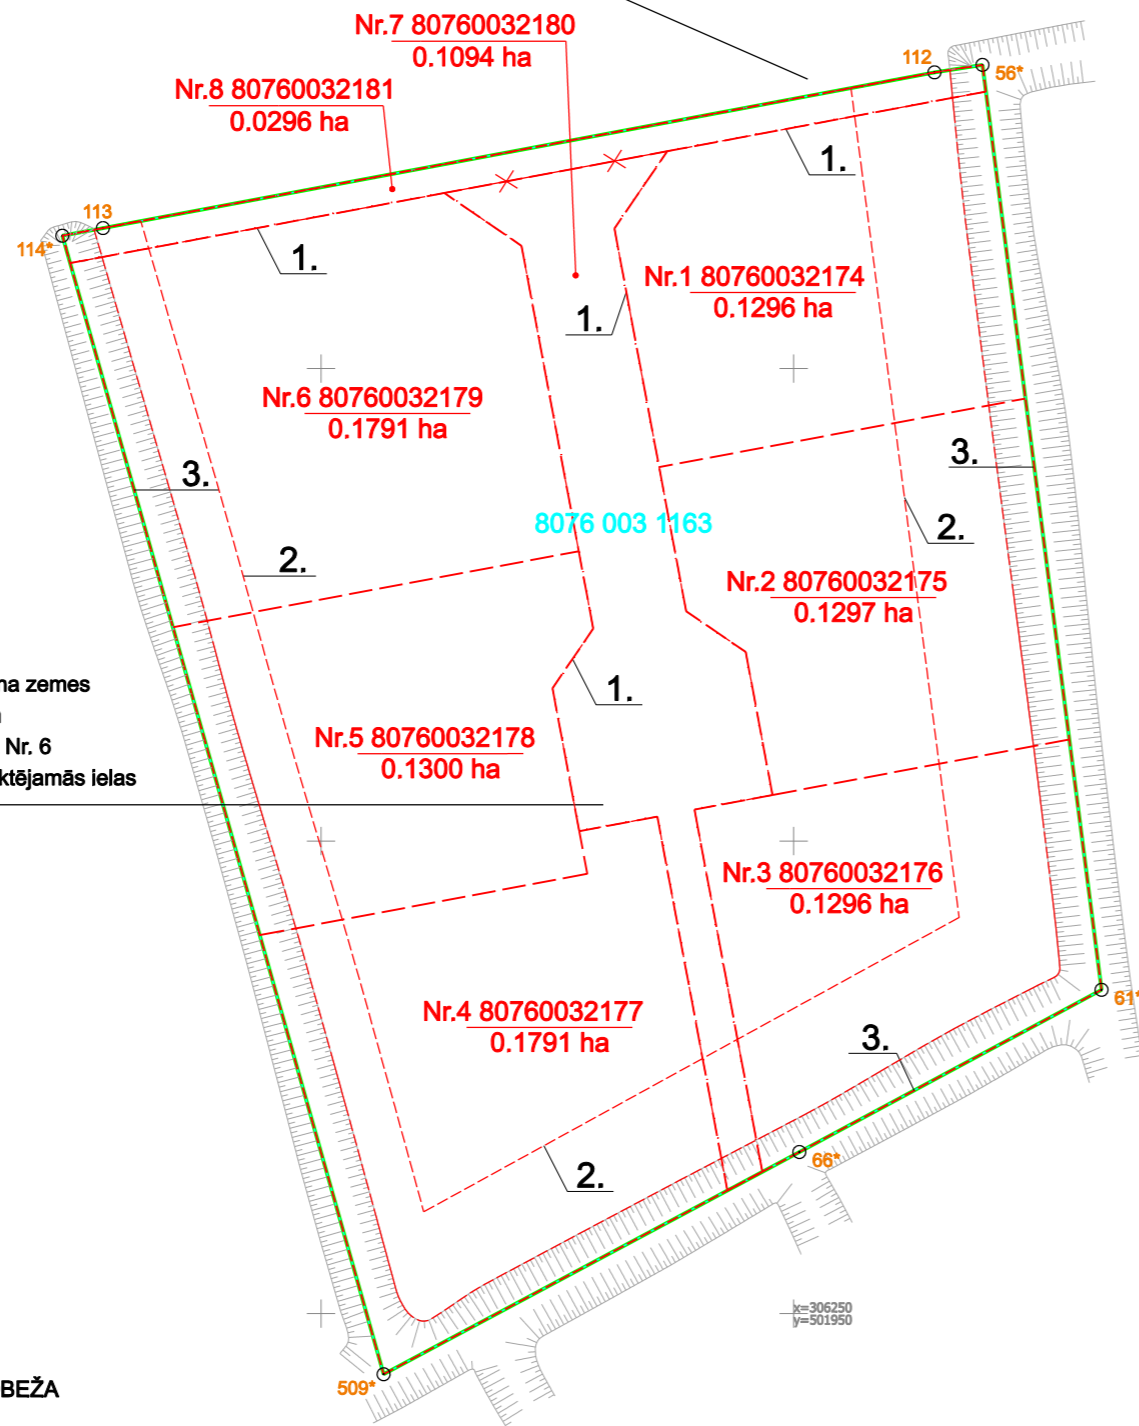 Nr.7 80760032180
0.1094 ha
Nr.8 80760032181
0.0296 ha
112
56*
1.
113
114*
1.
Nr.1 80760032174
0.1296 ha
1.
Nr.6 80760032179
0.1791 ha
3.
3.
8076 003 1163
2.
2.
Nr.2 80760032175
0.1297 ha
zemes
1.
Nr. 6
Nr.5 80760032178
0.1300 ha
ielas
Nr.3 80760032176
0.1296 ha
Nr.4 80760032177
0.1791 ha
61*
3.
66*
2.
x=306250
y=501950
509*
BEŽA